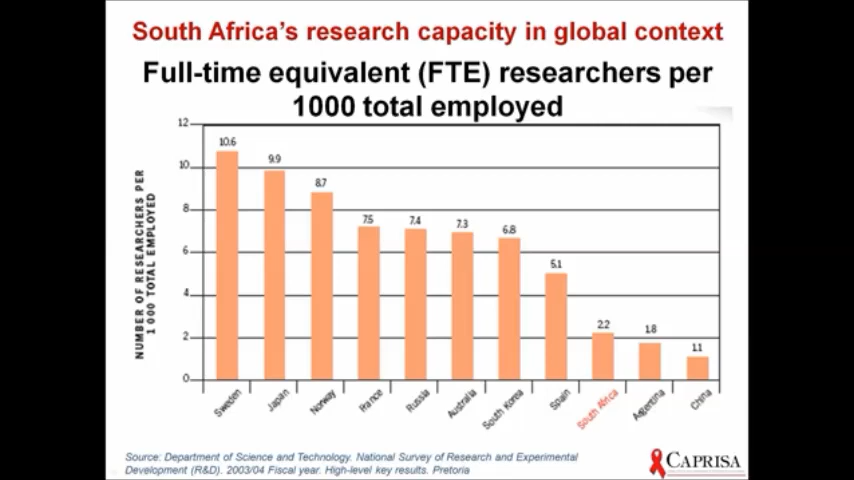 South Africa's research capacity in global context
Full-time equivalent (FTE) researchers per
1000 total employed
NUMBER OF RESEARCHERS PER
1 000 TOTAL EMPLOYED
12
10
8
6
4
2
0
10.6
9.9
8.7
7.5
7.4
7.3
6.8
5.1
2.2
1.8
1.1
Sweden
Japan
Norway
France
Russia
Australia
South Korea
Spain
South Africa
Argentina
China
Source: Department of Science and Technology. National Survey of Research and Experimental
Development (R&D). 2003/04 Fiscal year. High-level key results. Pretoria
CAPRISA